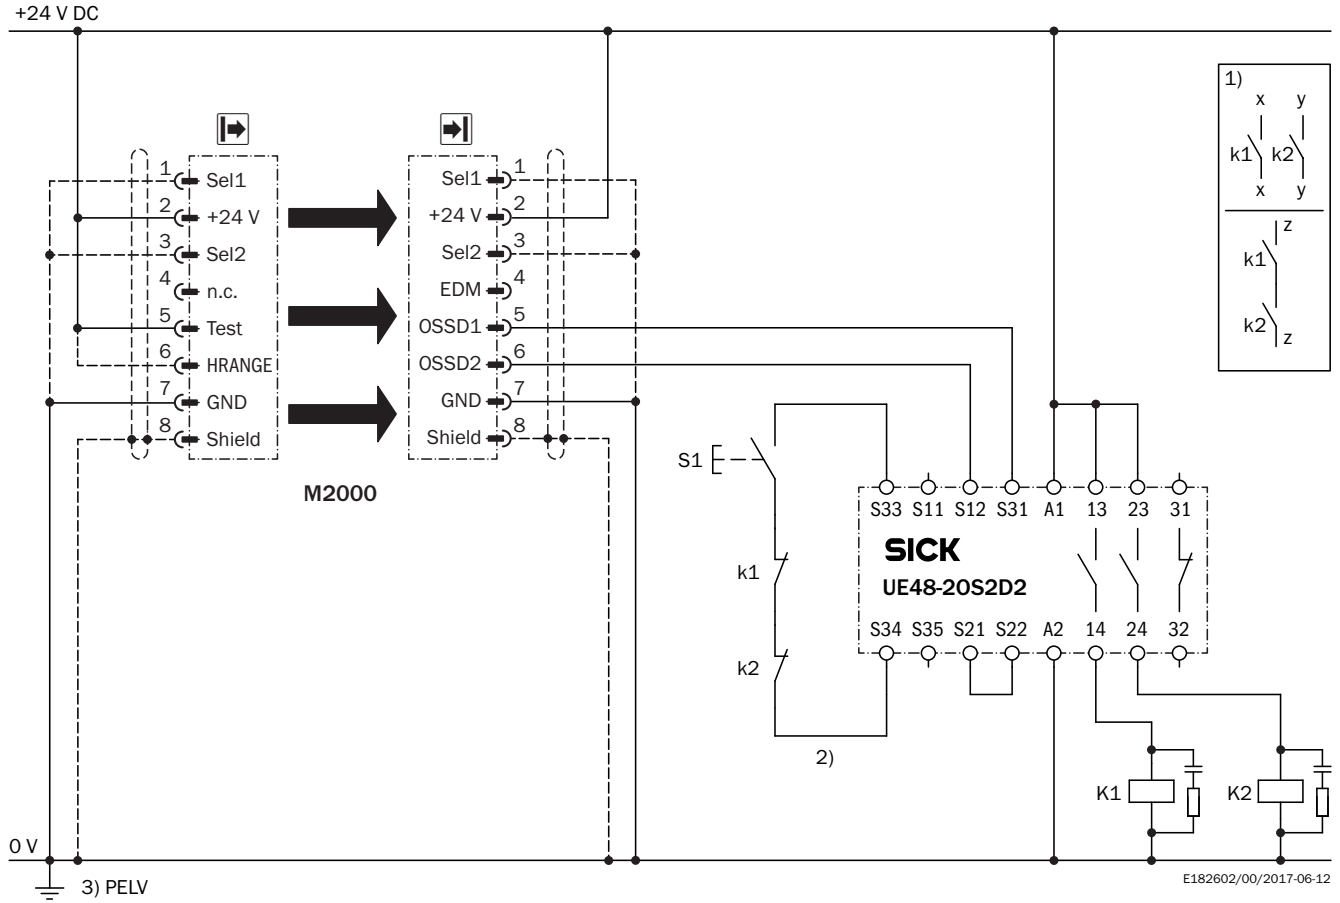 +24 V DC
1)
x y
k1 k2
x y
z
k1
k2
z
1 Sel1
2 +24 V
3 Sel2
4 n.c.
5 Test
6 HRANGE
7 GND
8 Shield
Sel1 1
+24 V 2
Sel2 3
EDM 4
OSSD1 5
OSSD2 6
GND 7
Shield 8
M2000
S1
k1
k2
2)
S33 S11 S12 S31 A1 13 23 31
SICK
UE48-20S2D2
S34 S35 S21 S22 A2 14 24 32
K1 K2
0 V
3) PELV
E182602/00/2017-06-12